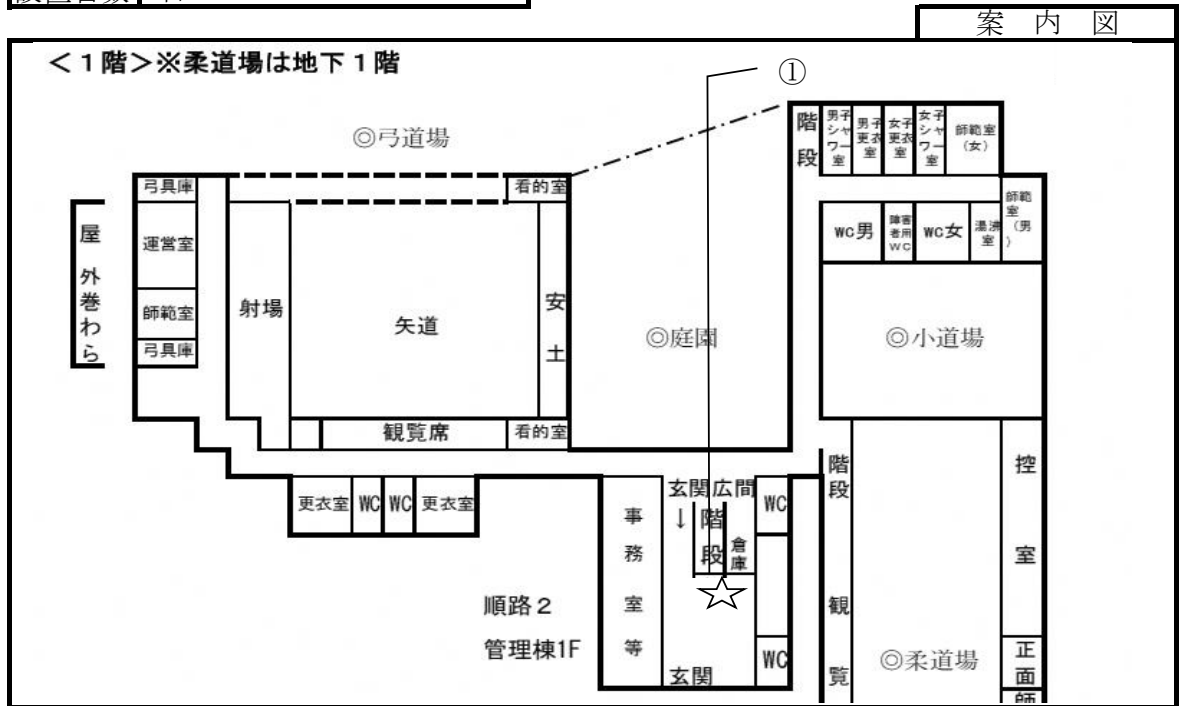 案内図
<1階>※柔道場は地下1階
①
◎弓道場
階段
男子シャワー室
男子更衣室
女子更衣室
女子シャワー室
師範室(女)
弓具庫
看的室
師範室(男)
屋外巻わら
運営室
WC男
障害者用WC
WC女
湯沸室
師範室
射場
矢道
安土
◎庭園
◎小道場
弓具庫
観覧席
看的室
階段
控室
更衣室
WC
WC
更衣室
事務室等
玄関広間
↓
階段
倉庫
WC
☆
順路2
管理棟1F
観覧
◎柔道場
玄関
WC
正面